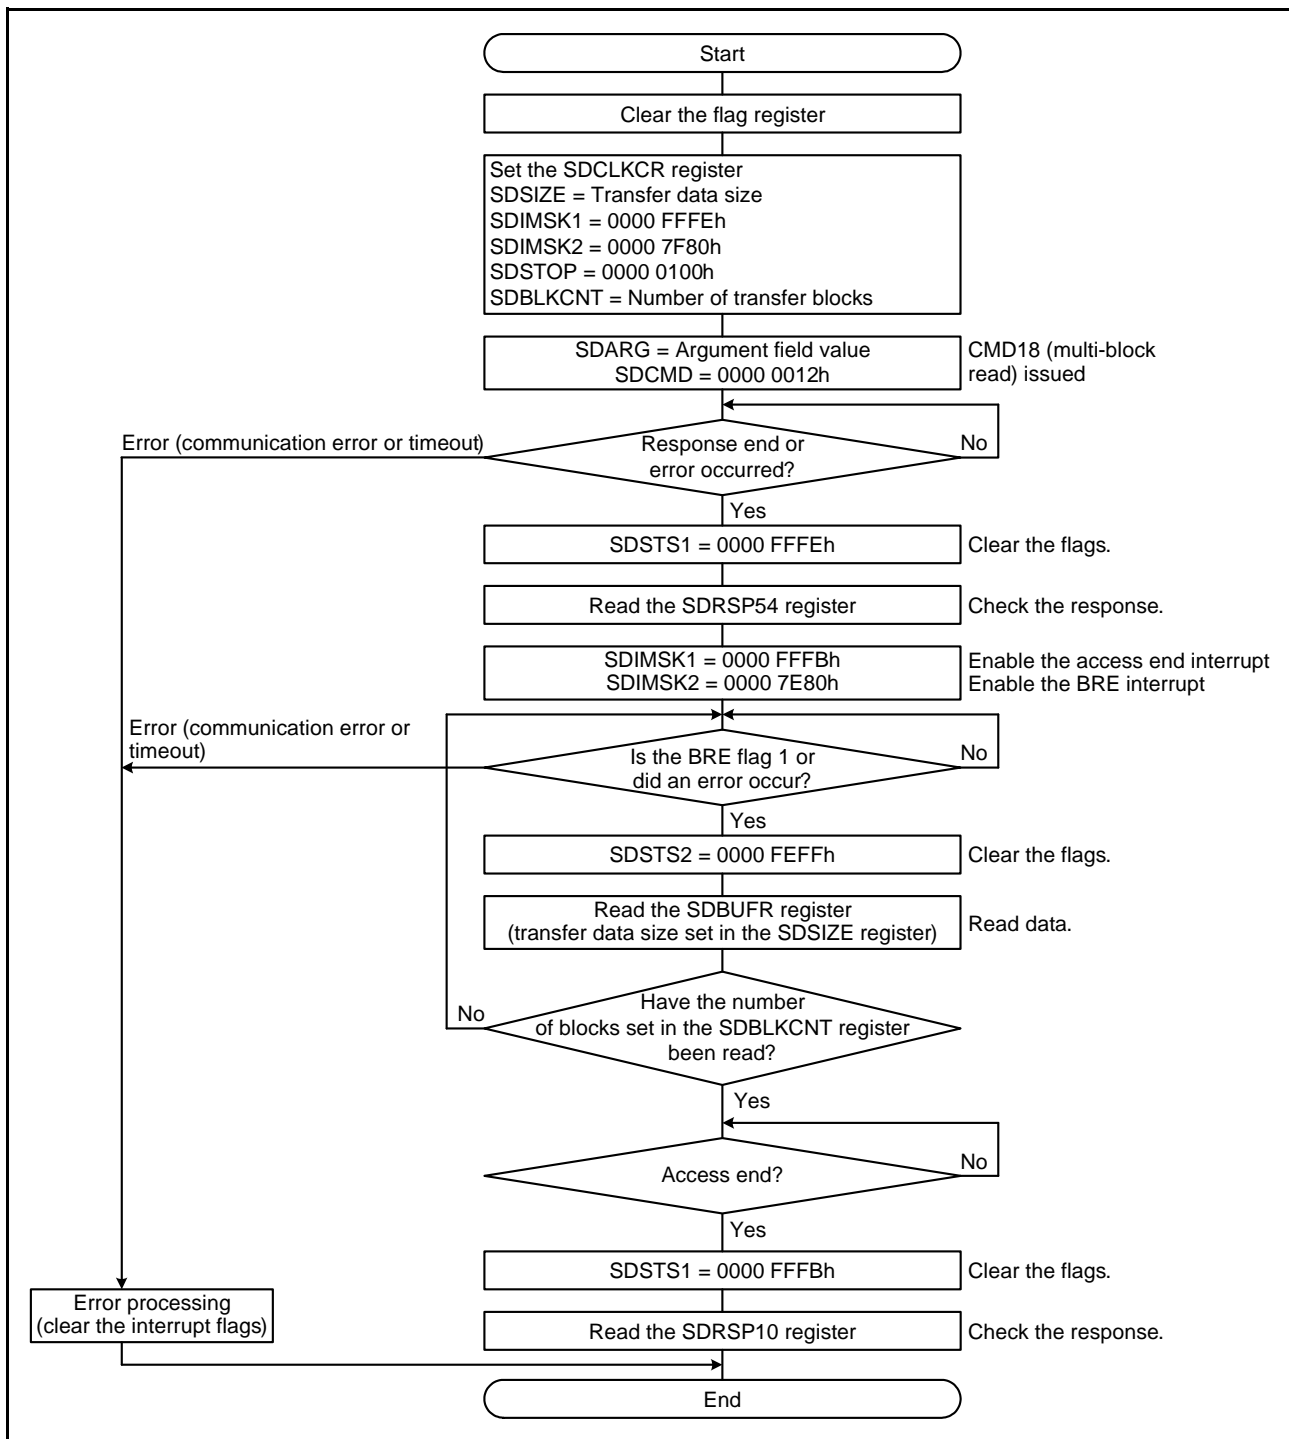 Start
Clear the flag register
Set the SDCLKCR register
SDSIZE = Transfer data size
SDIMSK1 = 0000 FFFEh
SDIMSK2 = 0000 7F80h
SDSTOP = 0000 0100h
SDBLKCNT = Number of transfer blocks
SDARG = Argument field value
SDCMD = 0000 0012h
CMD18 (multi-block
read) issued
Error (communication error or timeout)
Response end or
error occurred?
No
Yes
SDSTS1 = 0000 FFFEh
Clear the flags.
Read the SDRSP54 register
Check the response.
SDIMSK1 = 0000 FFFBh
SDIMSK2 = 0000 7E80h
Enable the access end interrupt
Enable the BRE interrupt
Error (communication error or
timeout)
Is the BRE flag 1 or
did an error occur?
No
Yes
SDSTS2 = 0000 FEFFh
Clear the flags.
Read the SDBUFR register
(transfer data size set in the SDSIZE register)
Read data.
Have the number
of blocks set in the SDBLKCNT register
been read?
No
Yes
Access end?
No
Yes
SDSTS1 = 0000 FFFBh
Clear the flags.
Error processing
(clear the interrupt flags)
Read the SDRSP10 register
Check the response.
End